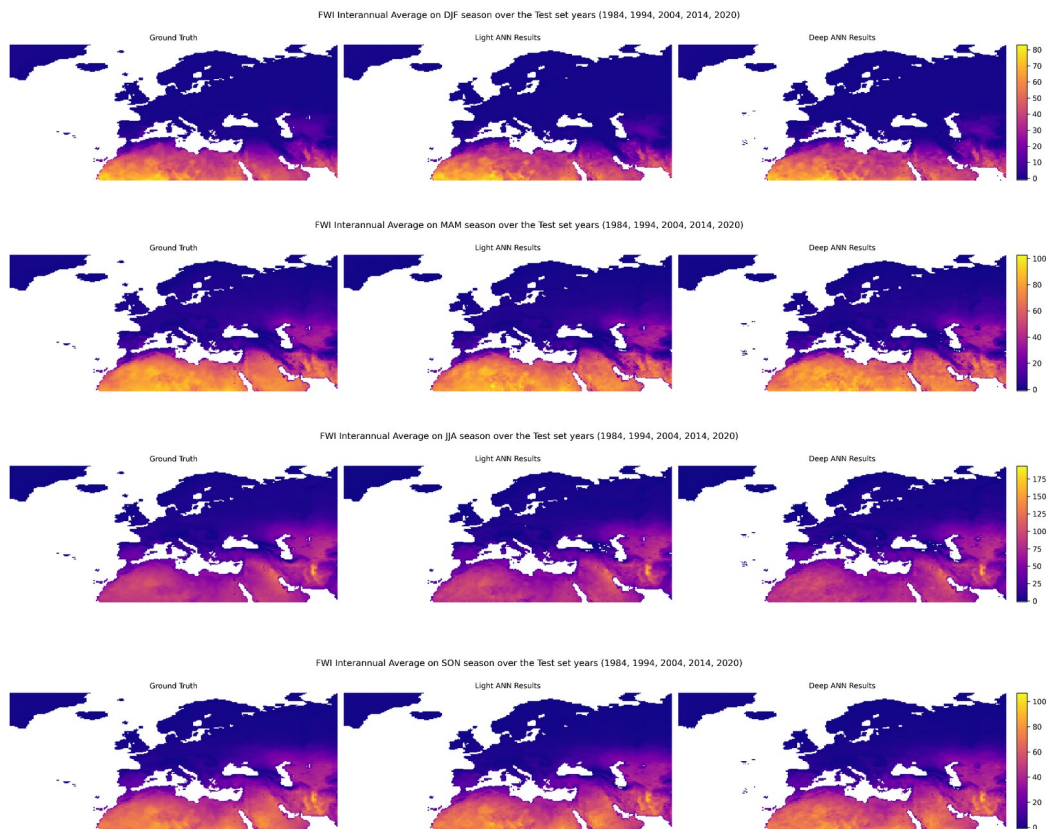 FWI Interannual Average on DJF season over the Test set years (1984, 1994, 2004, 2014, 2020)
Ground Truth
Light ANN Results
Deep ANN Results
80
70
60
50
40
30
20
10
0
FWI Interannual Average on MAM season over the Test set years (1984, 1994, 2004, 2014, 2020)
Ground Truth
Light ANN Results
Deep ANN Results
100
80
60
40
20
0
FWI Interannual Average on JJA season over the Test set years (1984, 1994, 2004, 2014, 2020)
Ground Truth
Light ANN Results
Deep ANN Results
175
150
125
100
75
50
25
0
FWI Interannual Average on SON season over the Test set years (1984, 1994, 2004, 2014, 2020)
Ground Truth
Light ANN Results
Deep ANN Results
100
80
60
40
20
0